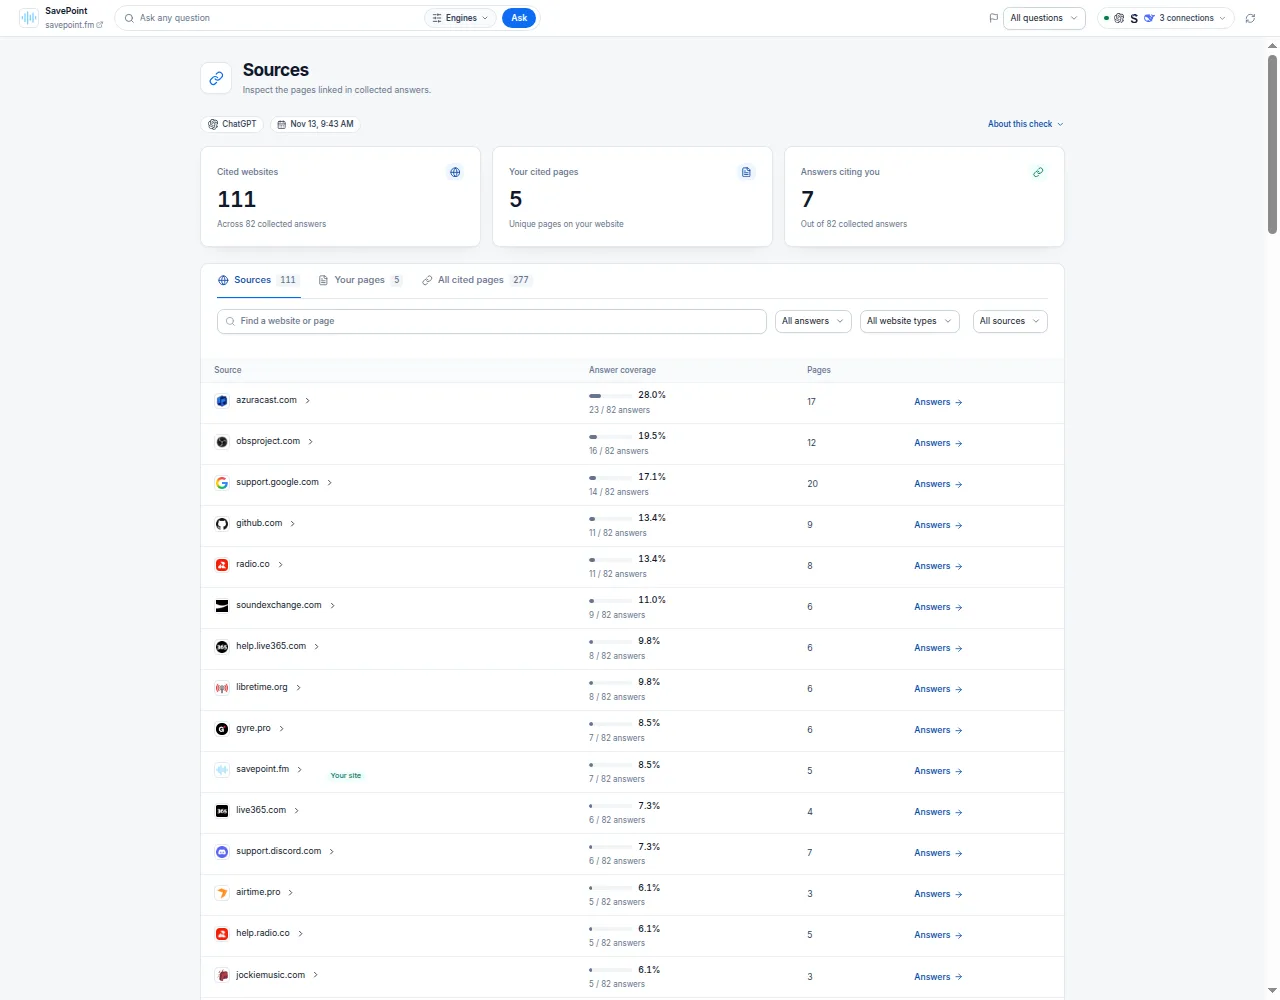 SavePoint
savepoint.fm
Ask any question
Engines
Ask
All questions
3 connections
Sources
Inspect the pages linked in collected answers.
ChatGPT
Nov 13, 9:43 AM
About this check
Cited websites
111
Across 82 collected answers
Your cited pages
5
Unique pages on your website
Answers citing you
7
Out of 82 collected answers
Sources 111
Your pages 5
All cited pages 277
Find a website or page
All answers
All website types
All sources
Source Answer coverage Pages
azuracast.com 28.0% 17 Answers →
23 / 82 answers
obsproject.com 19.5% 12 Answers →
16 / 82 answers
support.google.com 17.1% 20 Answers →
14 / 82 answers
github.com 13.4% 9 Answers →
11 / 82 answers
radio.co 13.4% 8 Answers →
11 / 82 answers
soundexchange.com 11.0% 6 Answers →
9 / 82 answers
help.live365.com 9.8% 6 Answers →
8 / 82 answers
libretime.org 9.8% 6 Answers →
8 / 82 answers
gyre.pro 8.5% 6 Answers →
7 / 82 answers
savepoint.fm Your site 8.5% 5 Answers →
7 / 82 answers
live365.com 7.3% 4 Answers →
6 / 82 answers
support.discord.com 7.3% 7 Answers →
6 / 82 answers
airtime.pro 6.1% 3 Answers →
5 / 82 answers
help.radio.co 6.1% 5 Answers →
5 / 82 answers
jockiemusic.com 6.1% 3 Answers →
5 / 82 answers